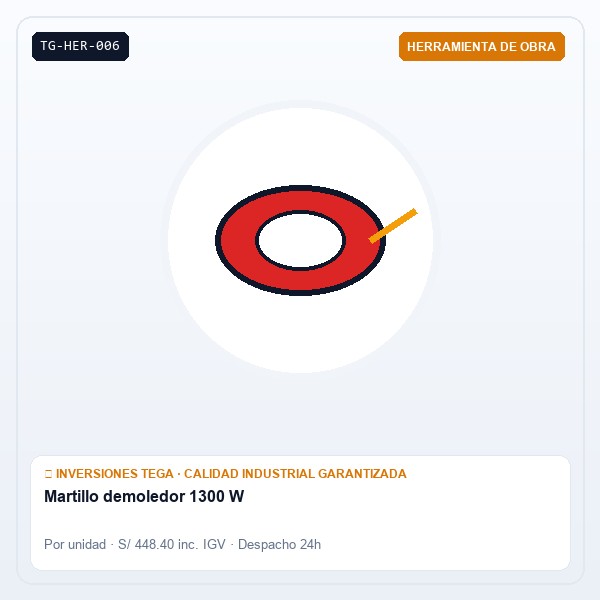 TG-HER-006
HERRAMIENTA DE OBRA
INVERSIONES TEGA · CALIDAD INDUSTRIAL GARANTIZADA
Martillo demoledor 1300 W
Por unidad · S/ 448.40 inc. IGV · Despacho 24h